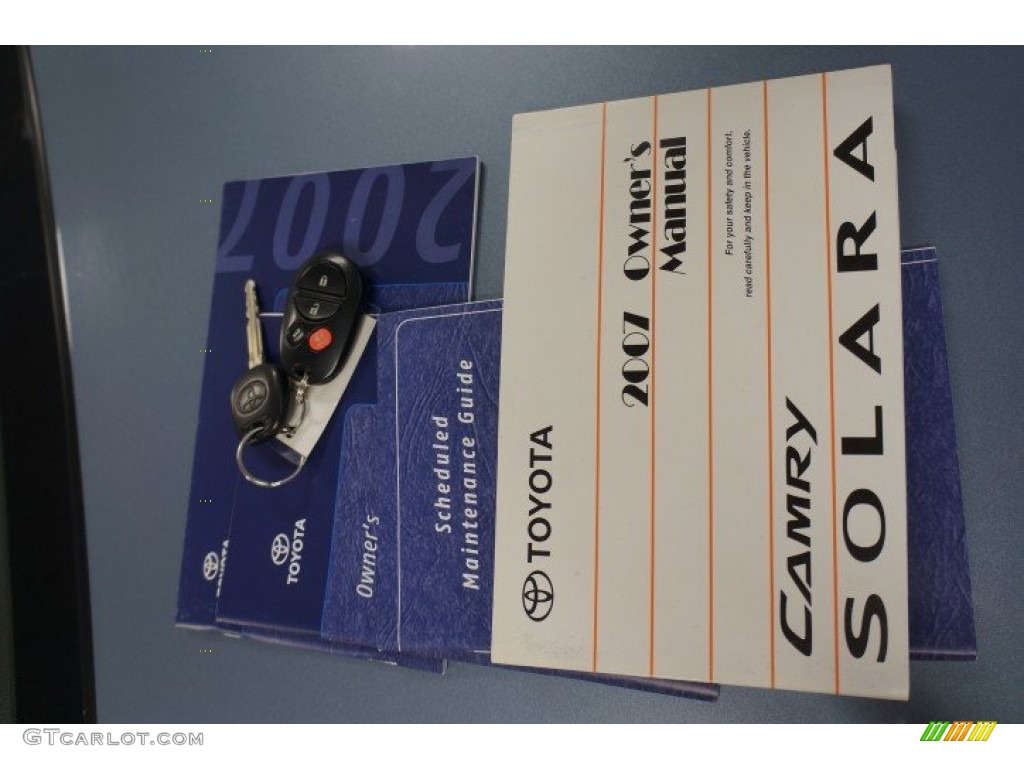 2007
TOYOTA
TOYOTA
Owner's
Scheduled
Maintenance Guide
TOYOTA
2007 Owner's
Manual
For your safety and comfort,
read carefully and keep in the vehicle.
CAMRY
SOLARA
GTCARLOT.COM